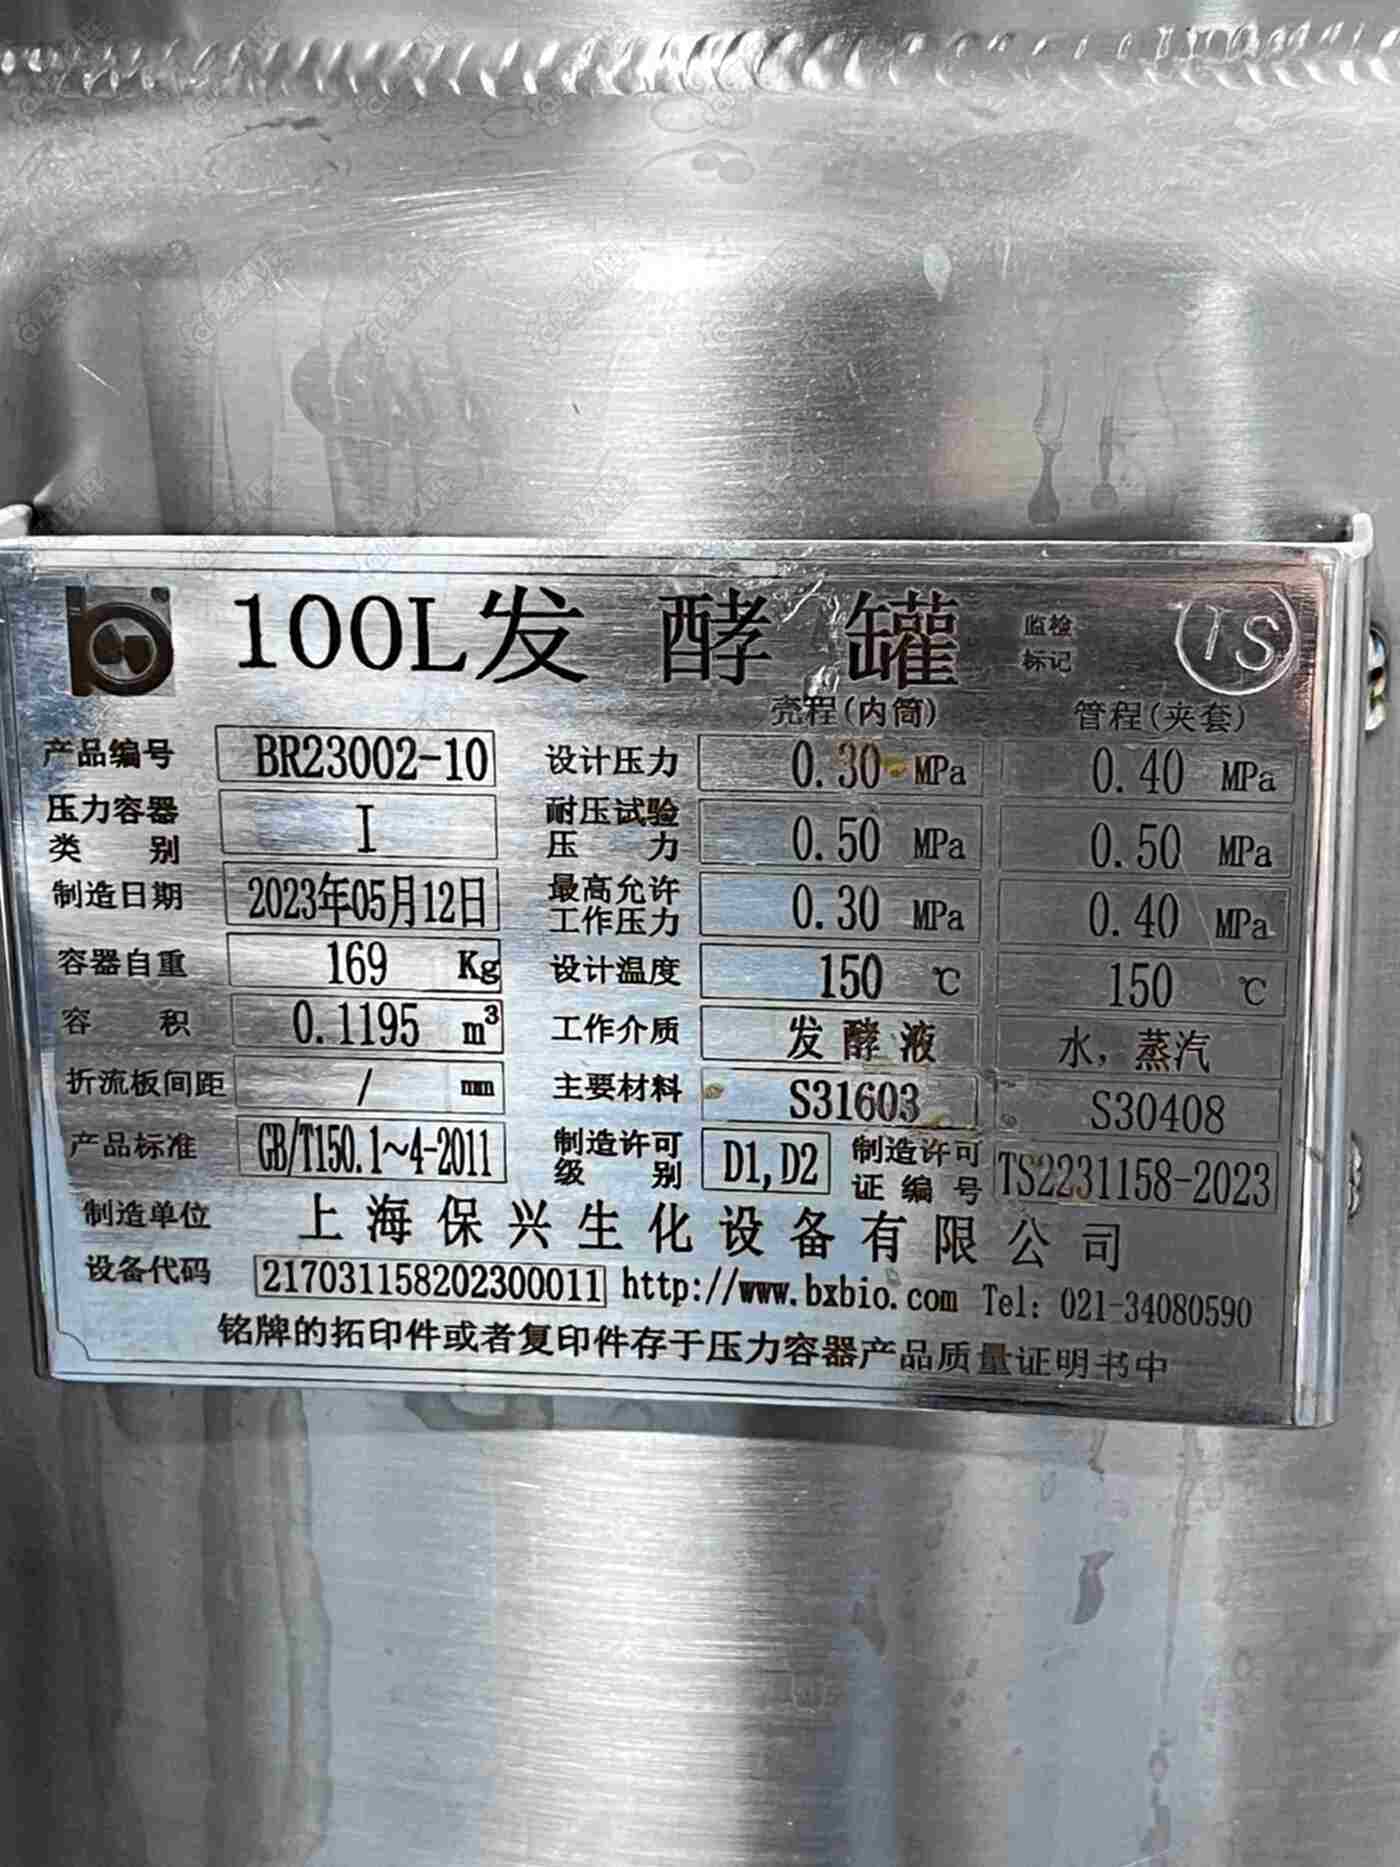 100L发酵罐 监检标记 TS
壳程(内筒) 管程(夹套)
产品编号 BR23002-10 设计压力 0.30 MPa 0.40 MPa
压力容器类别 I 耐压试验压力 0.50 MPa 0.50 MPa
制造日期 2023年05月12日 最高允许工作压力 0.30 MPa 0.40 MPa
容器自重 169 Kg 设计温度 150 ℃ 150 ℃
容积 0.1195 m³ 工作介质 发酵液 水，蒸汽
折流板间距 / mm 主要材料 S31603 S30408
产品标准 GB/T150.1~4-2011 制造许可级别 D1,D2 制造许可证编号 TS2231158-2023
制造单位 上海保兴生化设备有限公司
设备代码 217031158202300011 http://www.bxbio.com Tel: 021-34080590
铭牌的拓印件或者复印件存于压力容器产品质量证明书中